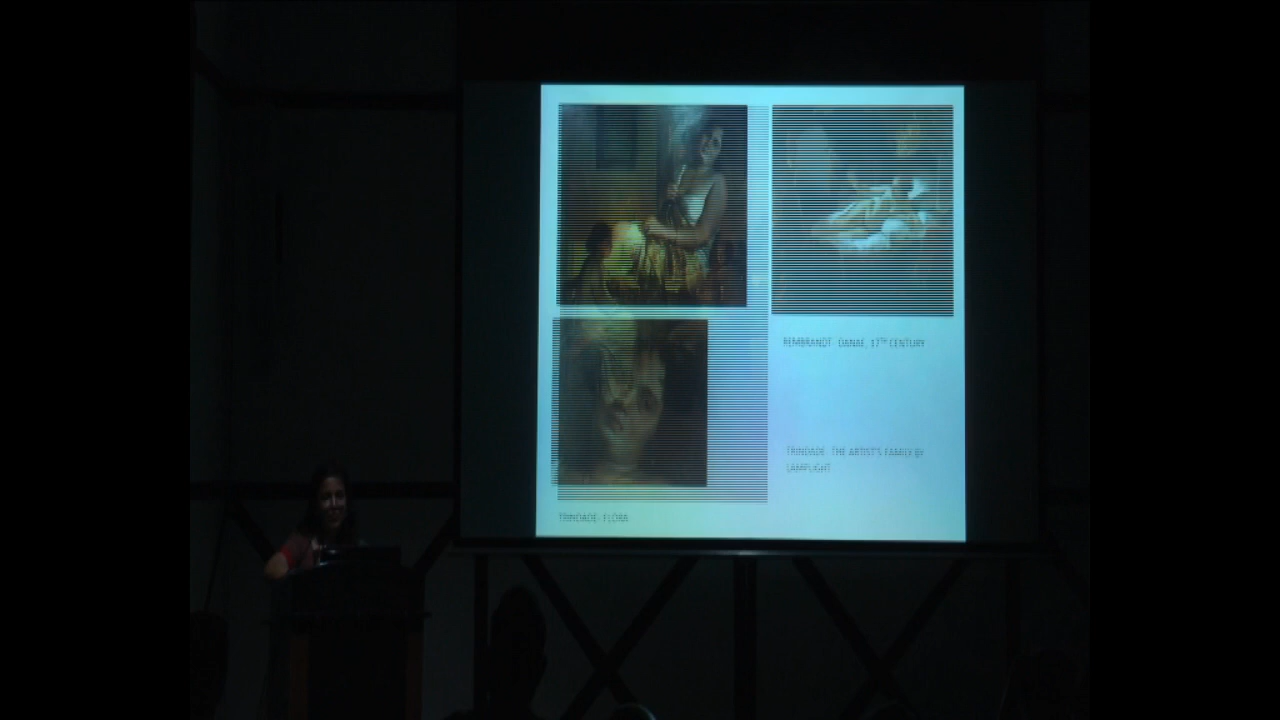 REMBRANDT DANAE 17TH CENTURY
TRINDADE THE ARTIST'S FAMILY BY
LAMPLIGHT
TRINDADE FLORA